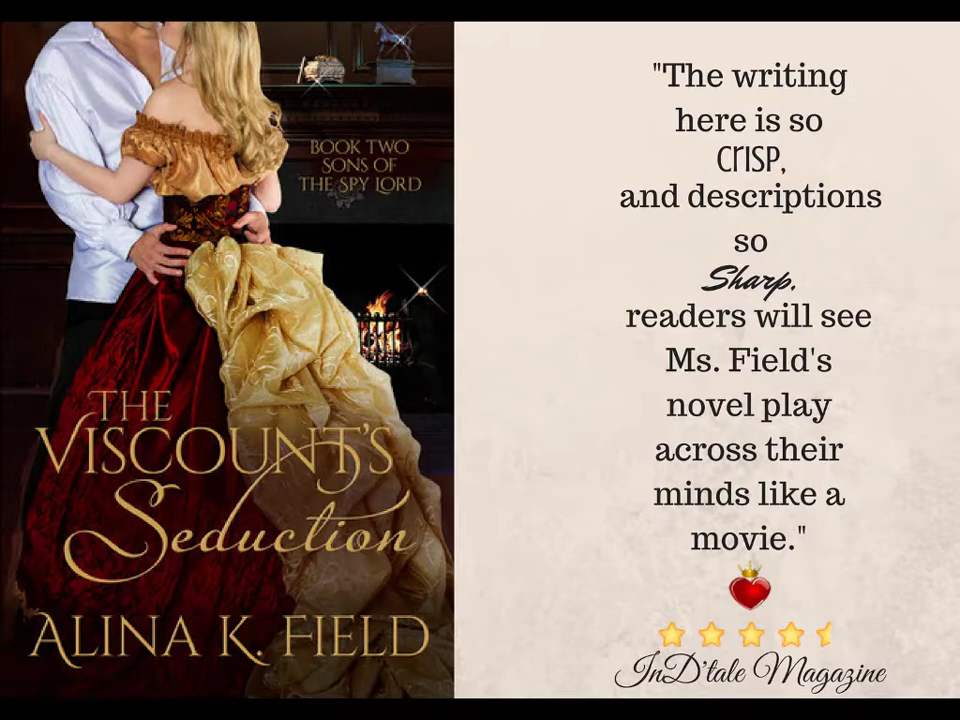 BOOK TWO
SONS OF
THE SPY LORD
THE
VISCOUNT'S
Seduction
ALINA K. FIELD
"The writing
here is so
crisp,
and descriptions
so
Sharp,
readers will see
Ms. Field's
novel play
across their
minds like a
movie."
InD'tale Magazine